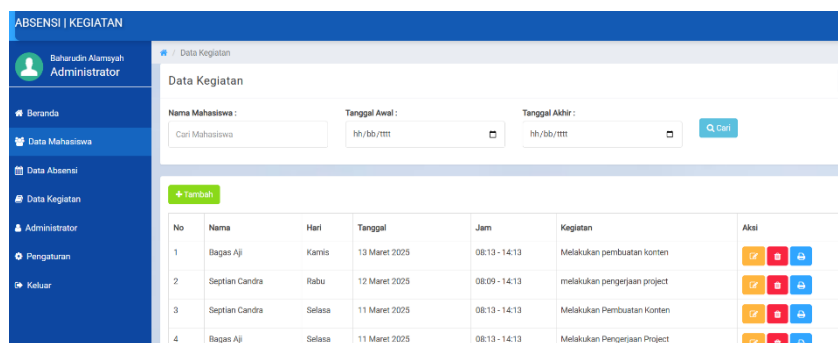 ABSENSI | KEGIATAN
Baharudin Alamsyah
Administrator
Beranda
Data Mahasiswa
Data Absensi
Data Kegiatan
Administrator
Pengaturan
Keluar
/ Data Kegiatan
Data Kegiatan
Nama Mahasiswa : Tanggal Awal : Tanggal Akhir :
Cari Mahasiswa hh/bb/tttt hh/bb/tttt Cari
+ Tambah
No Nama Hari Tanggal Jam Kegiatan Aksi
1 Bagas Aji Kamis 13 Maret 2025 08:13 - 14:13 Melakukan pembuatan konten
2 Septian Candra Rabu 12 Maret 2025 08:09 - 14:13 melakukan pengerjaan project
3 Septian Candra Selasa 11 Maret 2025 08:13 - 14:13 Melakukan Pembuatan Konten
4 Bagas Aji Selasa 11 Maret 2025 08:13 - 14:13 Melakukan Pengerjaan Project